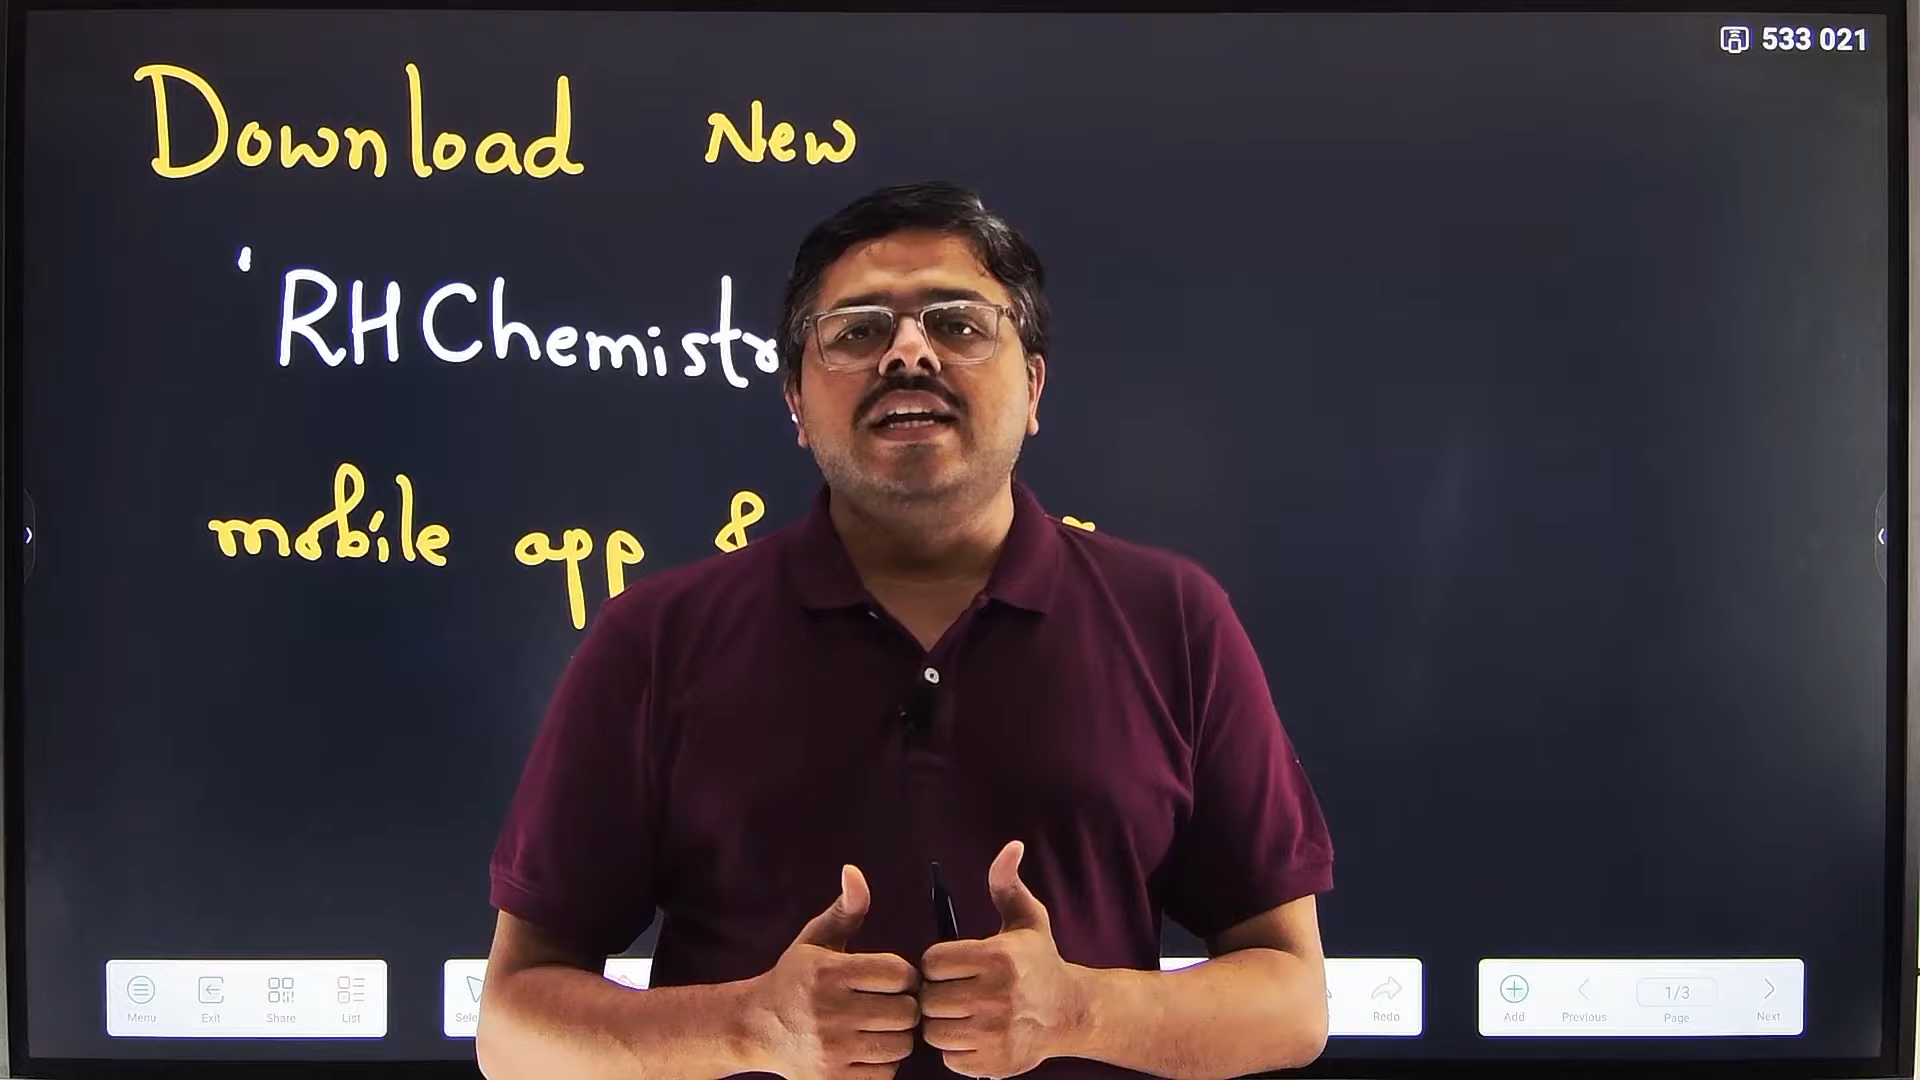 533 021
Download New
'RHChemistr
mobile app &
Menu Exit Share List
Redo
Add Previous 1/3 Page Next